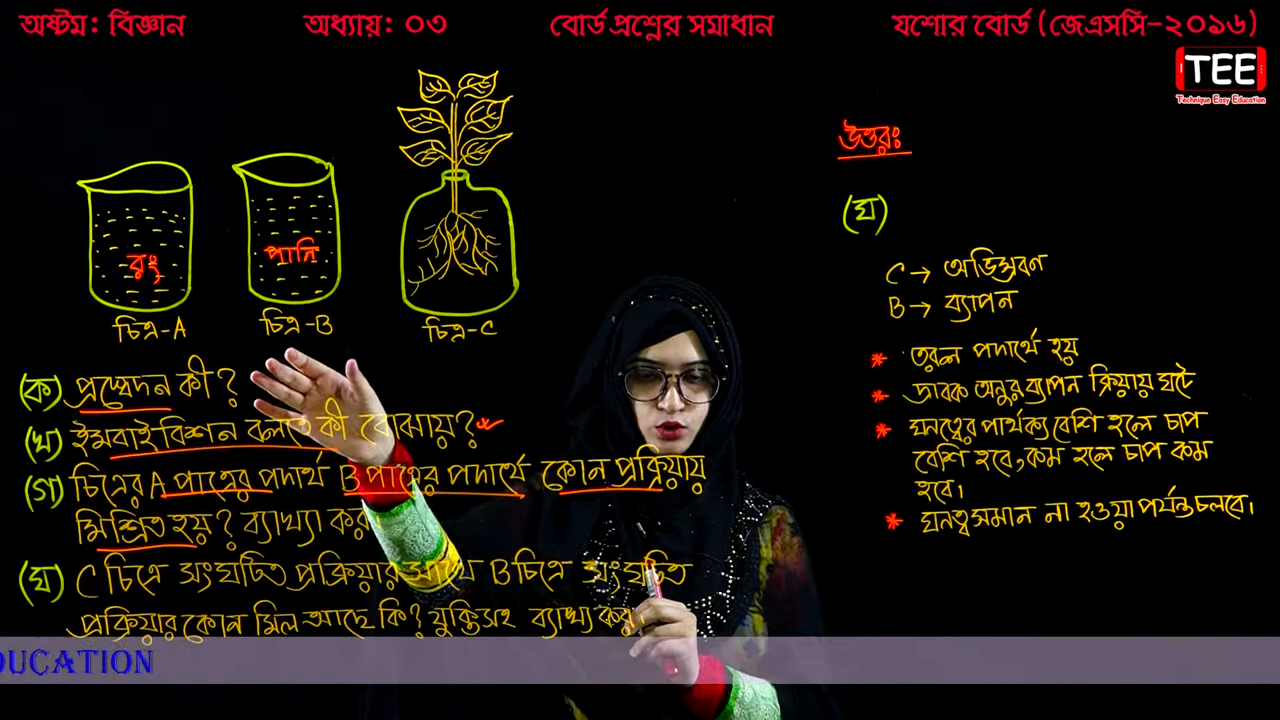 অষ্টম: বিজ্ঞান
অধ্যায়: ০৩
বোর্ড প্রশ্নের সমাধান
যশোর বোর্ড (জেএসসি-২০১৬)
TEE
Technique Easy Education
রং
পানি
চিত্র-A
চিত্র-B
চিত্র-C
(ক) প্রস্বেদন কী?
(খ) ইমবাইবিশন বলতে কী বোঝায়?
(গ) চিত্রের A পাত্রের পদার্থ B পাত্রের পদার্থে কোন প্রক্রিয়ায়
মিশ্রিত হয়? ব্যাখ্যা কর
(ঘ) C চিত্রে সংঘটিত প্রক্রিয়ার সাথে B চিত্রে সংঘটিত
প্রক্রিয়ার কোন মিল আছে কি? যুক্তিসহ ব্যাখ্যা কর।
উত্তরঃ
(ঘ)
C → অভিস্রবণ
B → ব্যাপন
* তরল পদার্থে হয়
* দ্রাবক অনুর ব্যাপন ক্রিয়ায় ঘটে
* ঘনত্বের পার্থক্য বেশি হলে চাপ
বেশি হবে, কম হলে চাপ কম
হবে।
* ঘনত্ব সমান না হওয়া পর্যন্ত চলবে।
DUCATION